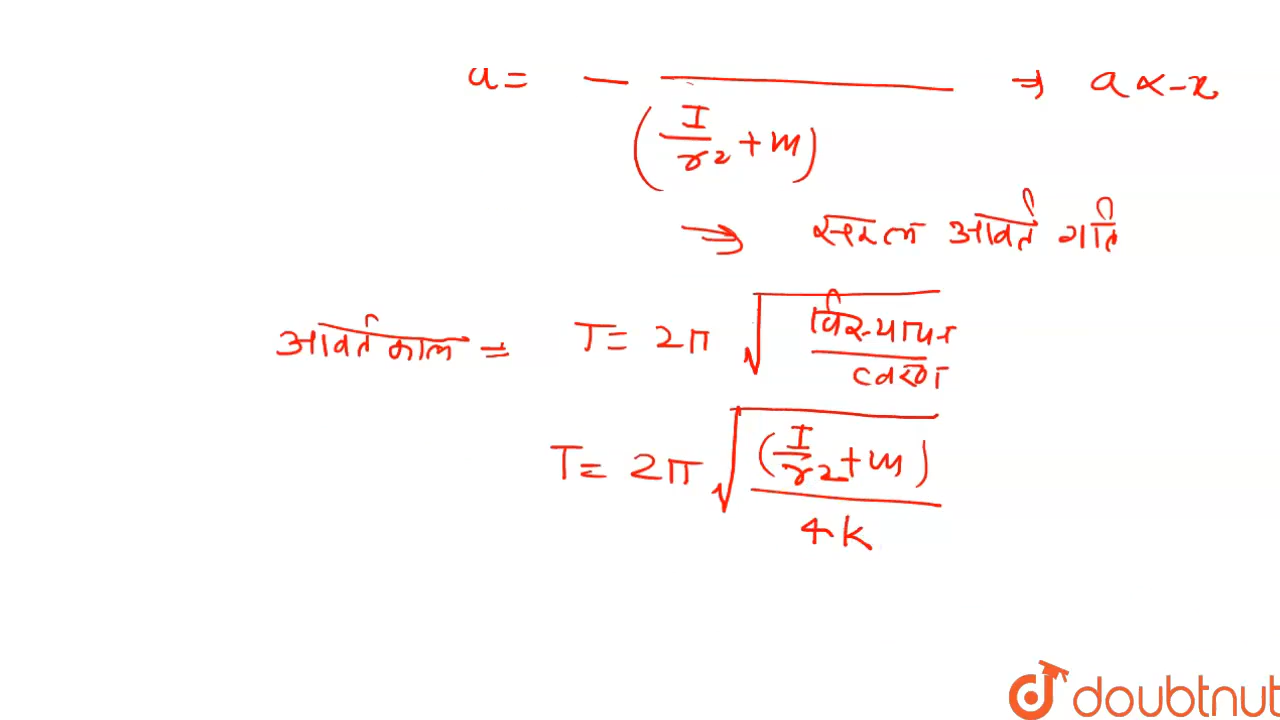 a = − ⇒ a ∝ -x
(I/r² + m)
⇒ सरल आवर्त गति
आवर्तकाल = T = 2π √(विस्थापन/त्वरण)
T = 2π √((I/r² + m)/4k)
doubtnut